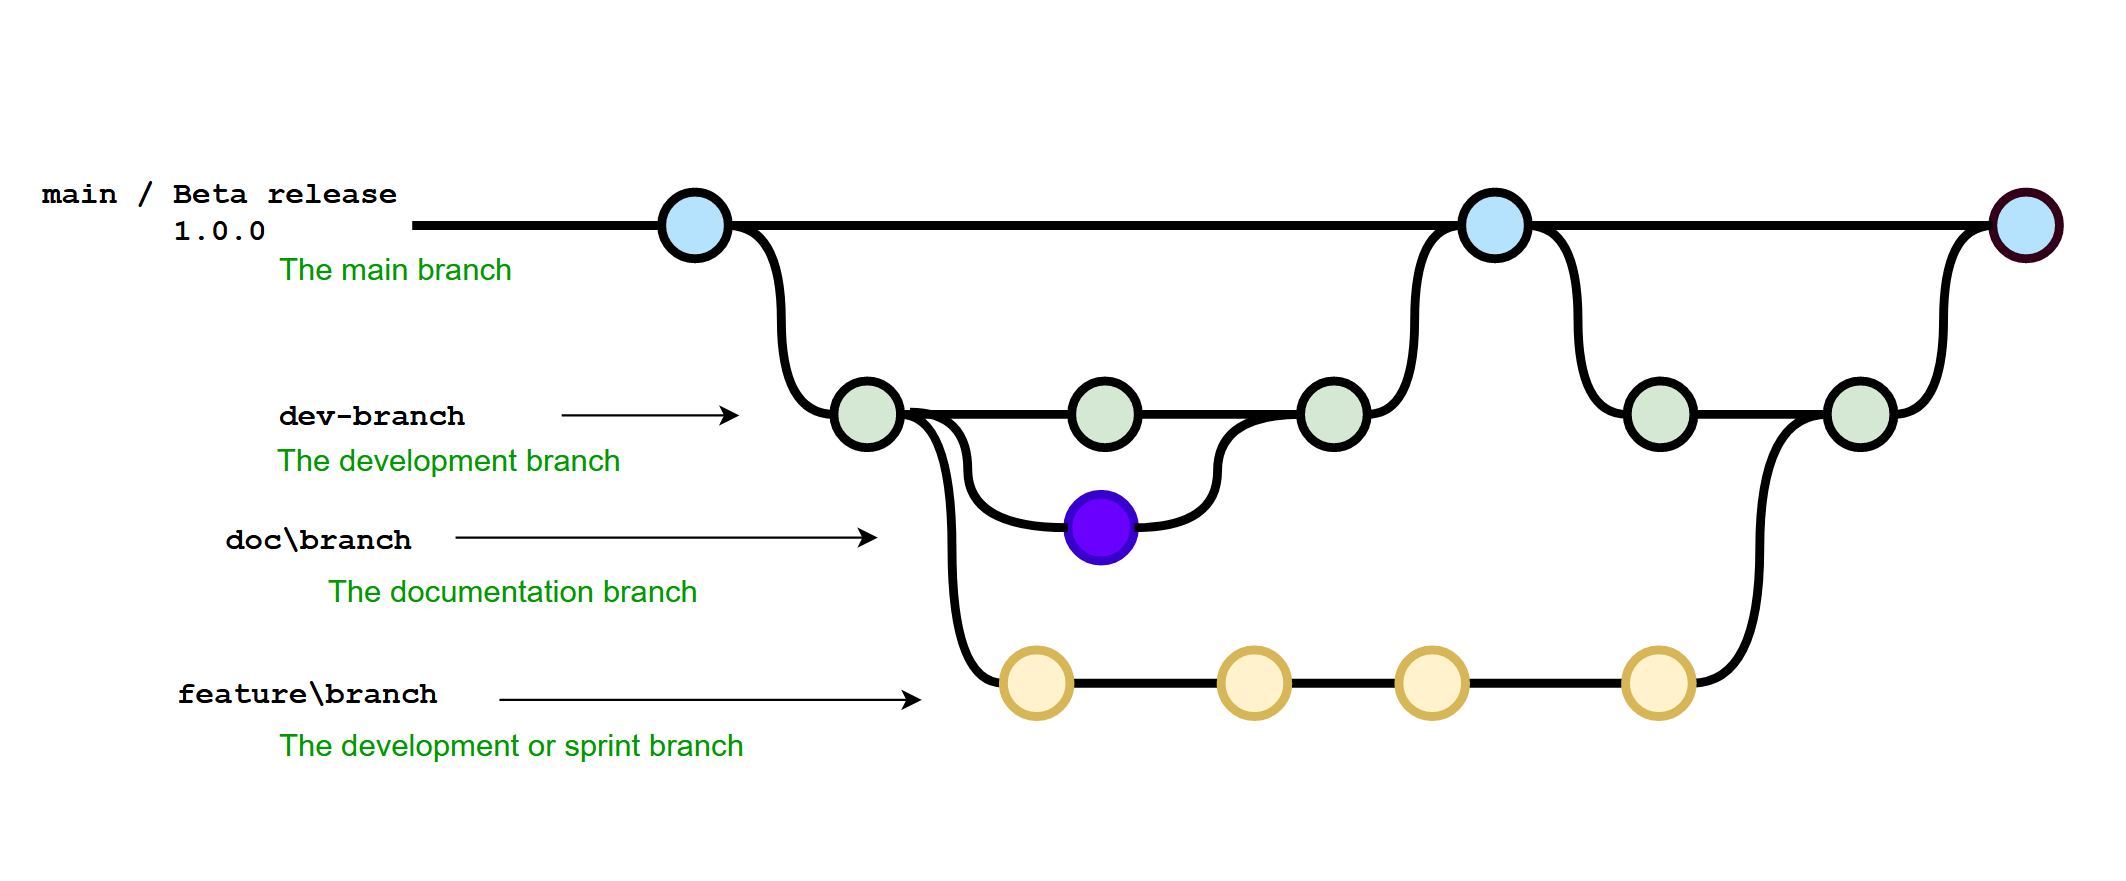 main / Beta release
1.0.0
The main branch
dev-branch
The development branch
doc\branch
The documentation branch
feature\branch
The development or sprint branch